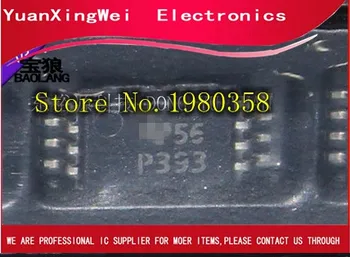 YuanXingWei Electronics
宝狼
BAOLANG
Store No.1980358
56
P393
WE ARE PROFESSIONAL IC SUPPLIER FOR MOER ITEMS,PLEASE CONTACT US